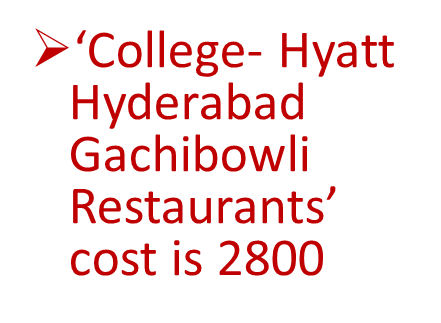 ➢‘College- Hyatt
Hyderabad
Gachibowli
Restaurants’
cost is 2800